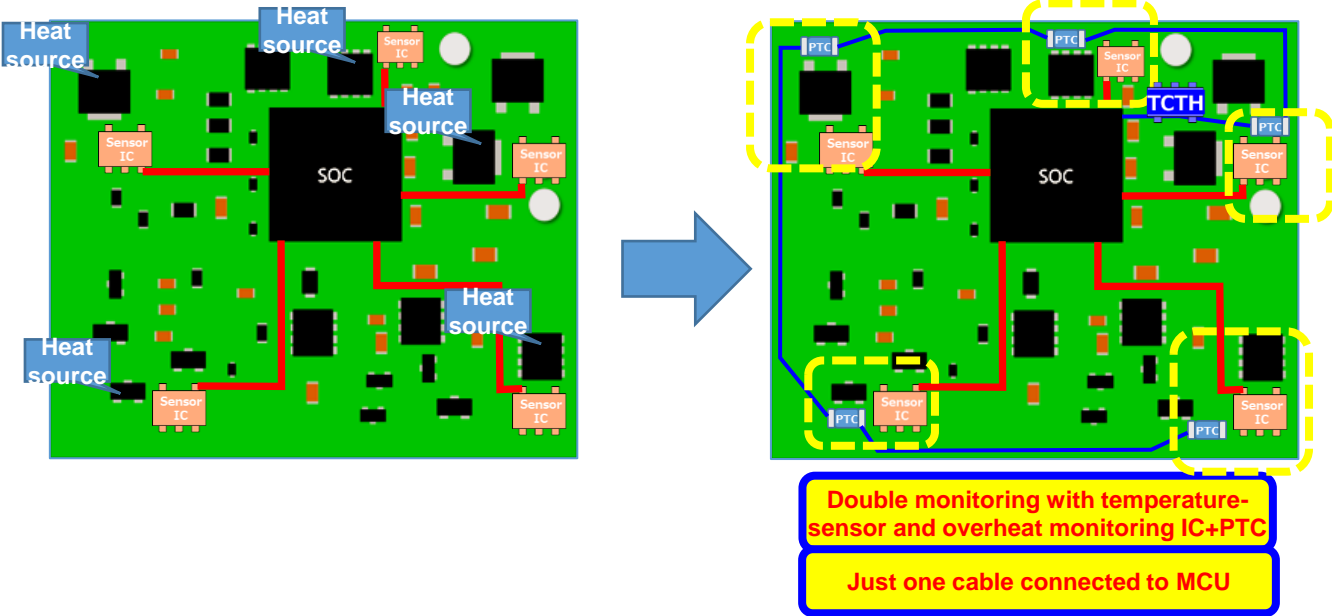 Heat
source
Heat
source
Sensor
IC
Heat
source
Sensor
IC
Sensor
IC
SOC
Heat
source
Heat
source
Sensor
IC
Sensor
IC
PTC
PTC
Sensor
IC
TCTH
PTC
Sensor
IC
Sensor
IC
SOC
PTC
Sensor
IC
PTC
Sensor
IC
Double monitoring with temperature-
sensor and overheat monitoring IC+PTC
Just one cable connected to MCU